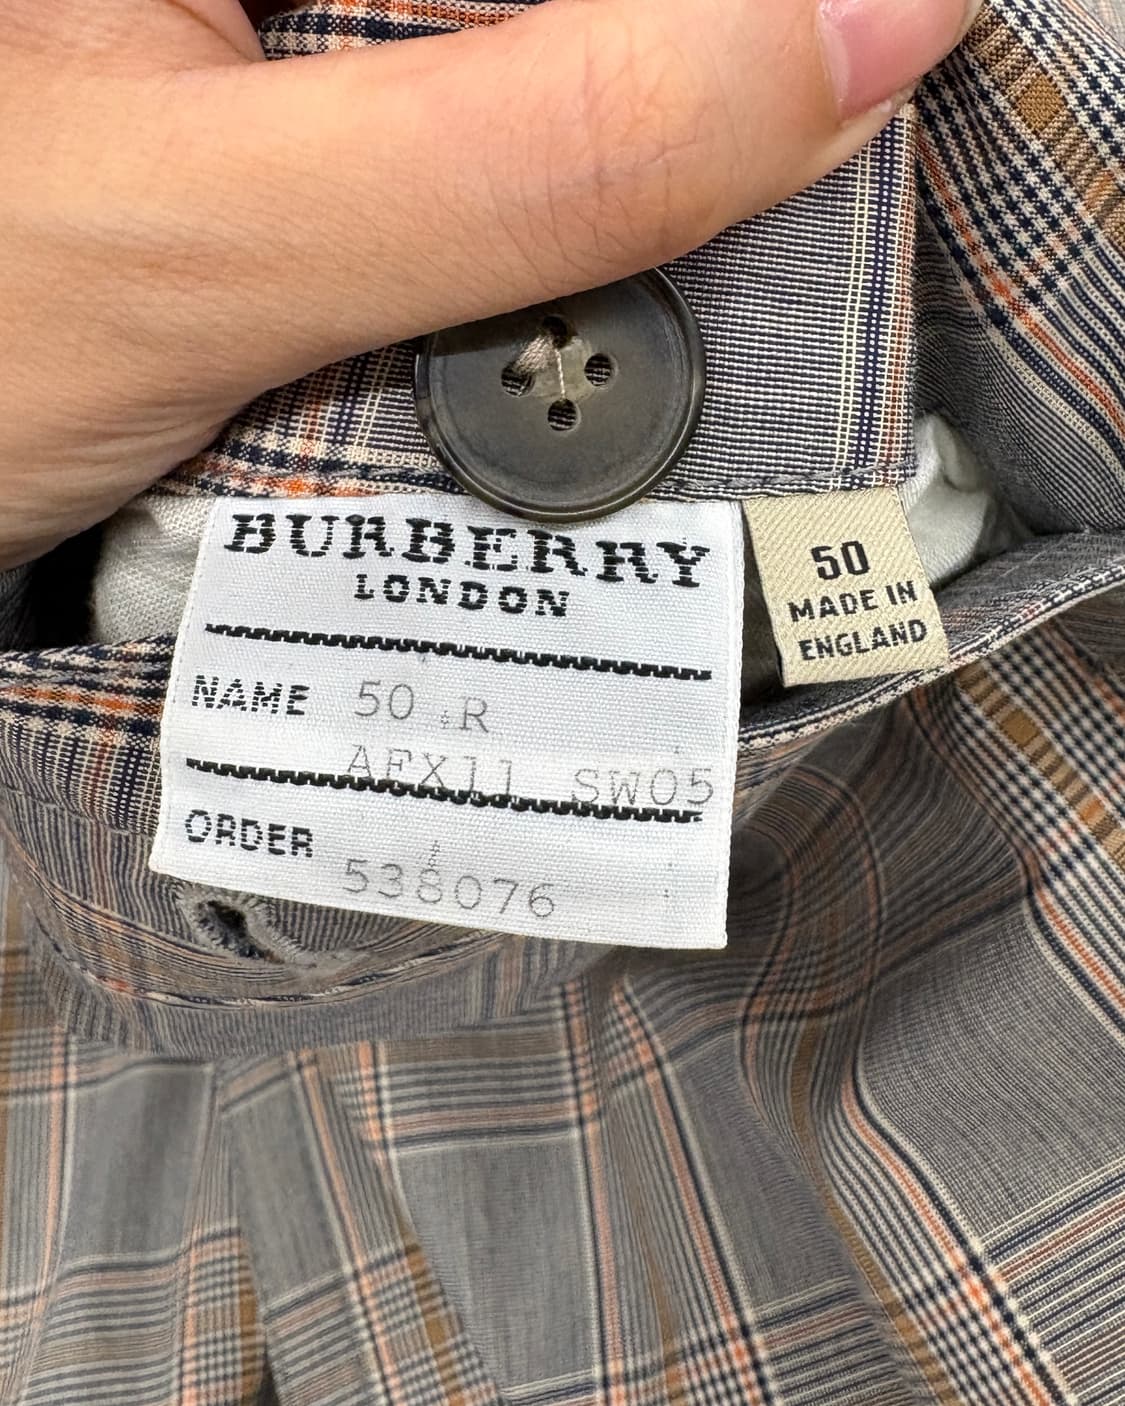 BURBERRY
LONDON
NAME 50 R
AFX11 SW05
ORDER
538076
50
MADE IN
ENGLAND